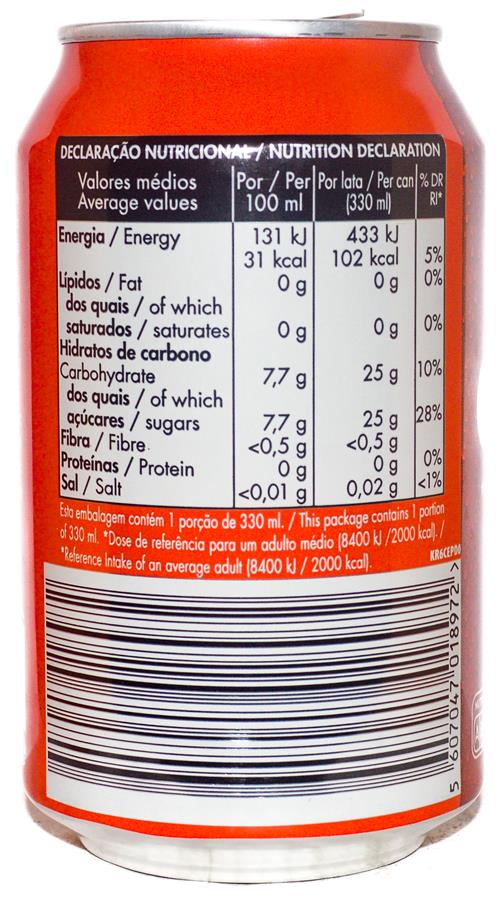 DECLARAÇÃO NUTRICIONAL / NUTRITION DECLARATION
Valores médios Por / Per Por lata / Per can % DR
Average values 100 ml (330 ml) RI*
Energia / Energy 131 kJ 433 kJ
31 kcal 102 kcal 5%
Lípidos / Fat 0 g 0 g 0%
dos quais / of which
saturados / saturates 0 g 0 g 0%
Hidratos de carbono
Carbohydrate 7,7 g 25 g 10%
dos quais / of which
açúcares / sugars 7,7 g 25 g 28%
Fibra / Fibre <0,5 g <0,5 g
Proteínas / Protein 0 g 0 g 0%
Sal / Salt <0,01 g 0,02 g <1%
Esta embalagem contém 1 porção de 330 ml. / This package contains 1 portion
of 330 ml. *Dose de referência para um adulto médio (8400 kJ /2000 kcal). /
*Reference Intake of an average adult (8400 kJ / 2000 kcal).
5 607047 018972 >